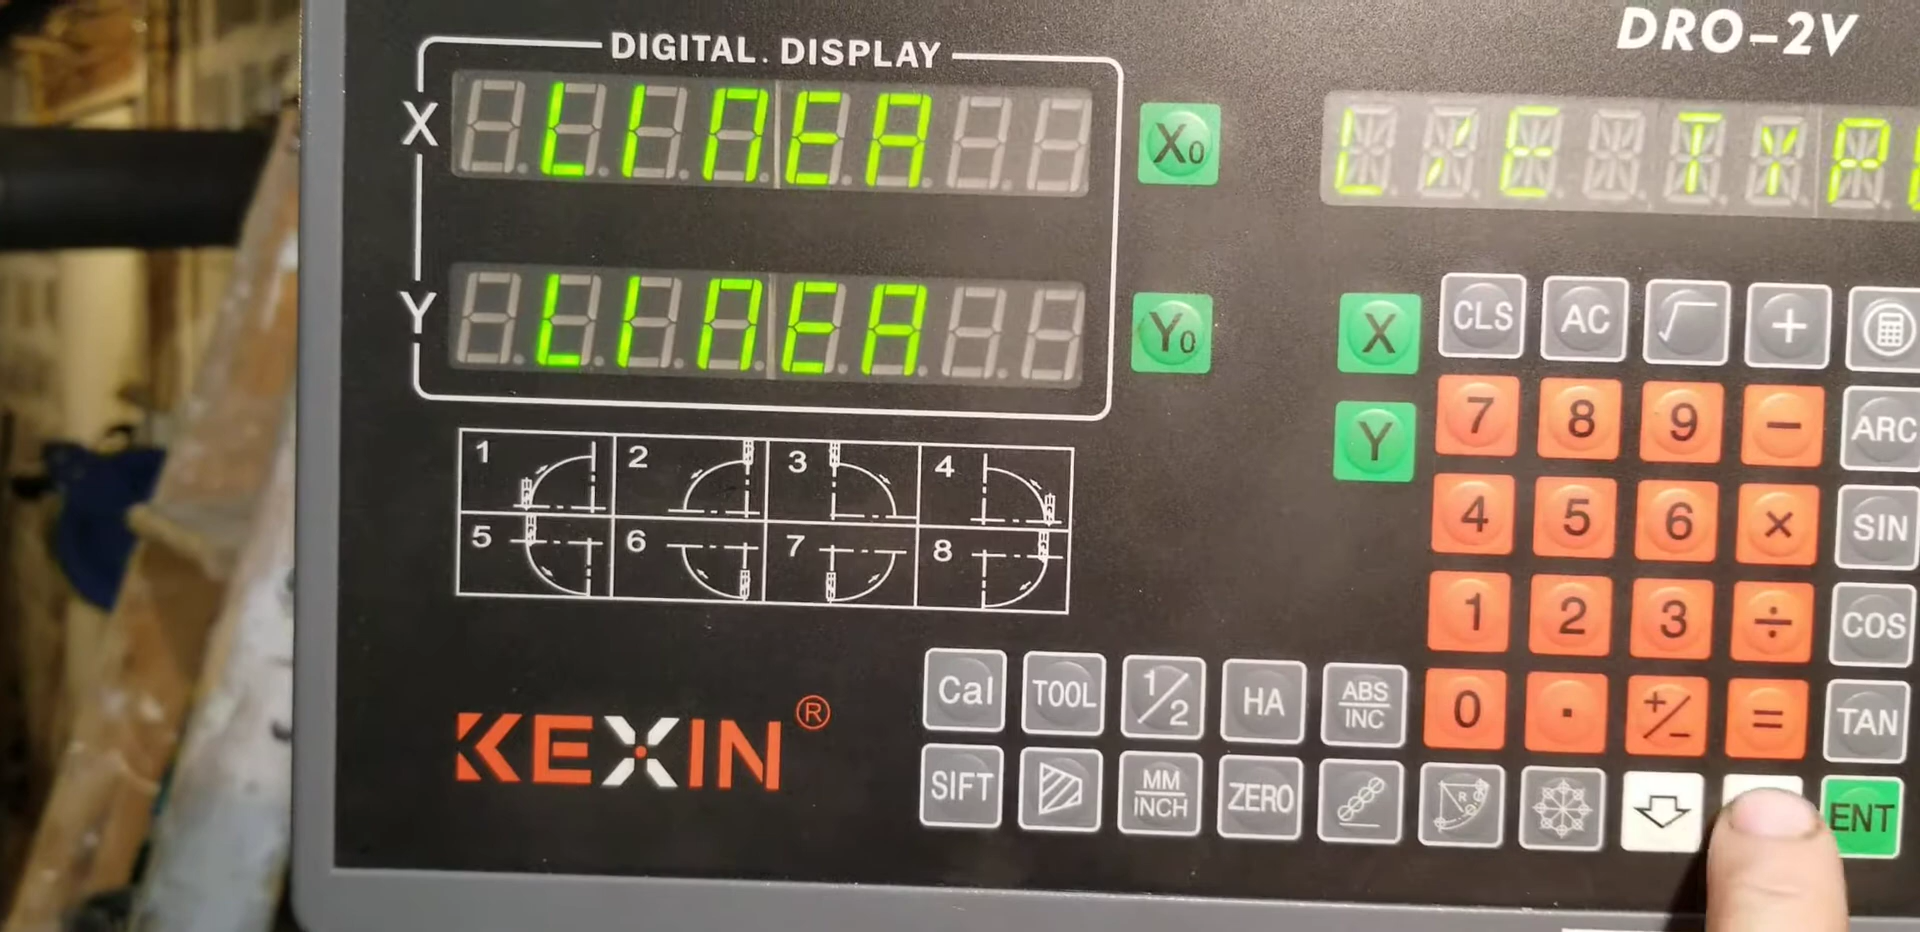 DRO-2V
DIGITAL. DISPLAY
X LINEA X0
L/E TYP
Y LINEA Y0
X CLS AC √ +
7 8 9 − ARC
Y
4 5 6 × SIN
1 2 3 ÷ COS
0 . +/− = TAN
1 2 3 4
5 6 7 8
Cal TOOL 1/2 HA ABS/INC
KEXIN®
SIFT MM/INCH ZERO R ENT